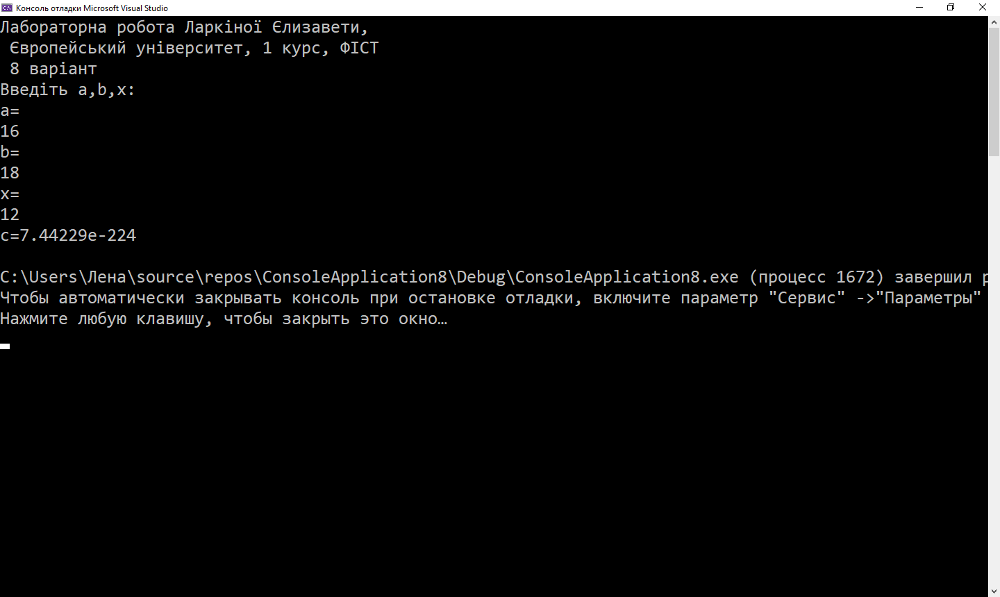 Консоль отладки Microsoft Visual Studio
Лабораторна робота Ларкіної Єлизавети,
Європейський університет, 1 курс, ФІСТ
8 варіант
Введіть a,b,x:
a=
16
b=
18
x=
12
c=7.44229e-224
C:\Users\Лена\source\repos\ConsoleApplication8\Debug\ConsoleApplication8.exe (процесс 1672) завершил
Чтобы автоматически закрывать консоль при остановке отладки, включите параметр "Сервис" ->"Параметры"
Нажмите любую клавишу, чтобы закрыть это окно…